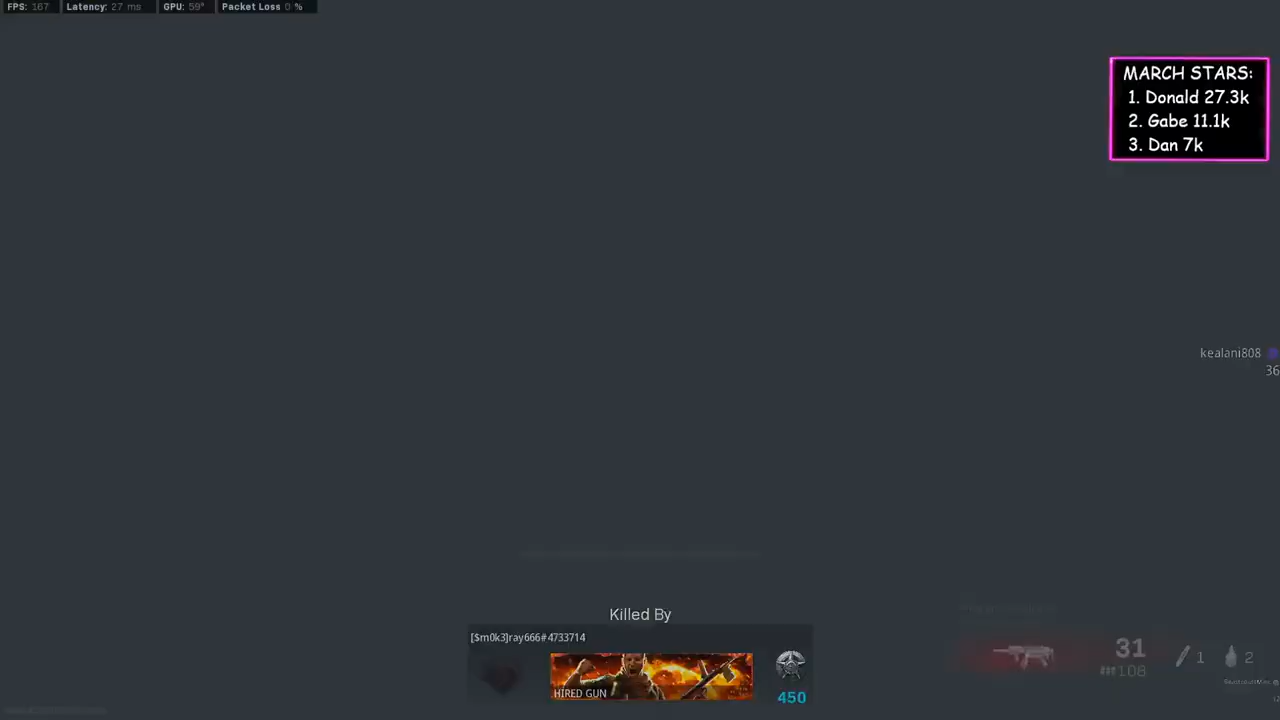 FPS: 167 Latency: 27 ms GPU: 59° Packet Loss 0 %
MARCH STARS:
1. Donald 27.3k
2. Gabe 11.1k
3. Dan 7k
kealani808
36
Killed By
[$m0k3]ray666#4733714
HIRED GUN
450
31
108
1
2